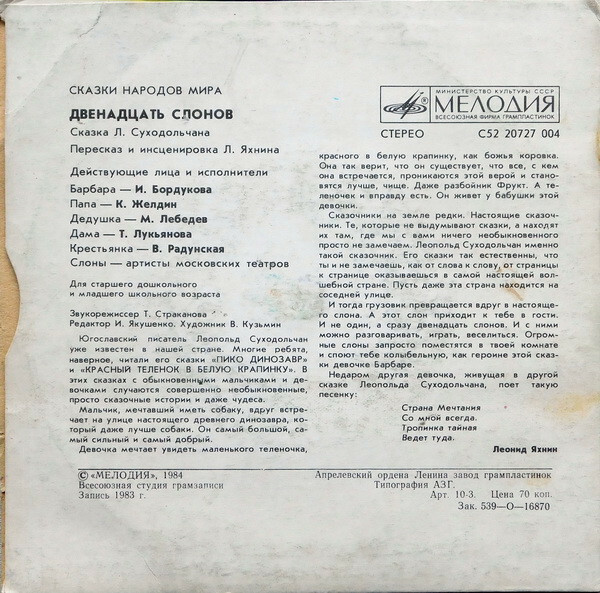 СКАЗКИ НАРОДОВ МИРА
ДВЕНАДЦАТЬ СЛОНОВ
Сказка Л. Суходольчана
Пересказ и инсценировка Л. Яхнина
Действующие лица и исполнители
Барбара — И. Бордукова
Папа — К. Желдин
Дедушка — М. Лебедев
Дама — Т. Лукьянова
Крестьянка — В. Радунская
Слоны — артисты московских театров
Для старшего дошкольного
и младшего школьного возраста
Звукорежиссер Т. Страканова
Редактор И. Якушенко. Художник В. Кузьмин
Югославский писатель Леопольд Суходольчан
уже известен в нашей стране. Многие ребята,
наверное, читали его сказки «ПИКО ДИНОЗАВР»
и «КРАСНЫЙ ТЕЛЕНОК В БЕЛУЮ КРАПИНКУ». В
этих сказках с обыкновенными мальчиками и де-
вочками случаются совершенно необыкновенные,
просто сказочные истории и даже чудеса.
Мальчик, мечтавший иметь собаку, вдруг встре-
чает на улице настоящего древнего динозавра, ко-
торый даже лучше собаки. Он самый большой, са-
мый сильный и самый добрый.
Девочка мечтает увидеть маленького теленочка,
МИНИСТЕРСТВО КУЛЬТУРЫ СССР
МЕЛОДИЯ
ВСЕСОЮЗНАЯ ФИРМА ГРАМПЛАСТИНОК
СТЕРЕО С52 20727 004
красного в белую крапинку, как божья коровка.
Она так верит, что он существует, что все, с кем
она встречается, проникаются этой верой и стано-
вятся лучше, чище. Даже разбойник Фрукт. А те-
леночек и вправду есть. Он живет у бабушки этой
девочки.
Сказочники на земле редки. Настоящие сказоч-
ники. Те, которые не выдумывают сказки, а находят
их там, где мы с вами ничего необыкновенного
просто не замечаем. Леопольд Суходольчан именно
такой сказочник. Его сказки так естественны, что
ты и не замечаешь, как от слова к слову, от страницы
к странице оказываешься в самой настоящей вол-
шебной стране. Пусть даже эта страна находится на
соседней улице.
И тогда грузовик превращается вдруг в настояще-
го слона. А этот слон приходит к тебе в гости.
И не один, а сразу двенадцать слонов. И с ними
можно разговаривать, играть, веселиться. Огром-
ные слоны запросто поместятся в твоей комнате
и споют тебе колыбельную, как героине этой сказ-
ки девочке Барбаре.
Недаром другая девочка, живущая в другой
сказке Леопольда Суходольчана, поет такую
песенку:
Страна Мечтания
Со мной всегда.
Тропинка тайная
Ведет туда.
Леонид Яхнин
© «МЕЛОДИЯ», 1984
Всесоюзная студия грамзаписи
Запись 1983 г.
Апрелевский ордена Ленина завод грампластинок
Типография АЗГ.
Арт. 10-3. Цена 70 коп.
Зак. 539—О—16870